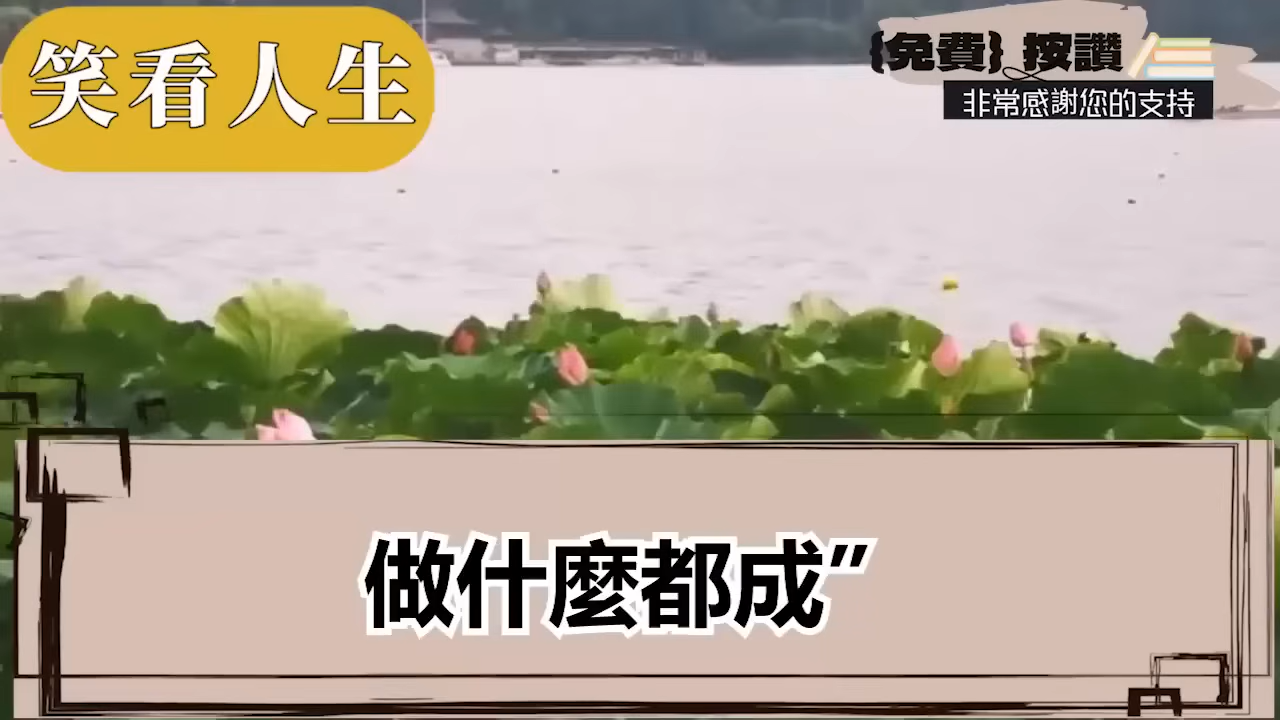 笑看人生
{免費} 按讚
非常感謝您的支持
做什麼都成”